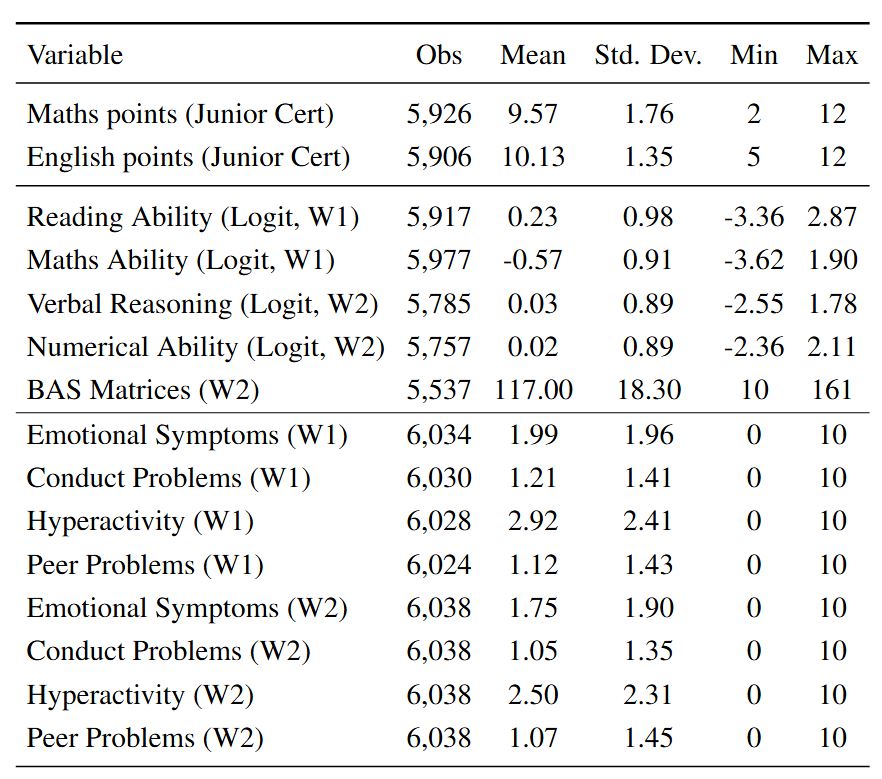 Variable Obs Mean Std. Dev. Min Max
Maths points (Junior Cert) 5,926 9.57 1.76 2 12
English points (Junior Cert) 5,906 10.13 1.35 5 12
Reading Ability (Logit, W1) 5,917 0.23 0.98 -3.36 2.87
Maths Ability (Logit, W1) 5,977 -0.57 0.91 -3.62 1.90
Verbal Reasoning (Logit, W2) 5,785 0.03 0.89 -2.55 1.78
Numerical Ability (Logit, W2) 5,757 0.02 0.89 -2.36 2.11
BAS Matrices (W2) 5,537 117.00 18.30 10 161
Emotional Symptoms (W1) 6,034 1.99 1.96 0 10
Conduct Problems (W1) 6,030 1.21 1.41 0 10
Hyperactivity (W1) 6,028 2.92 2.41 0 10
Peer Problems (W1) 6,024 1.12 1.43 0 10
Emotional Symptoms (W2) 6,038 1.75 1.90 0 10
Conduct Problems (W2) 6,038 1.05 1.35 0 10
Hyperactivity (W2) 6,038 2.50 2.31 0 10
Peer Problems (W2) 6,038 1.07 1.45 0 10